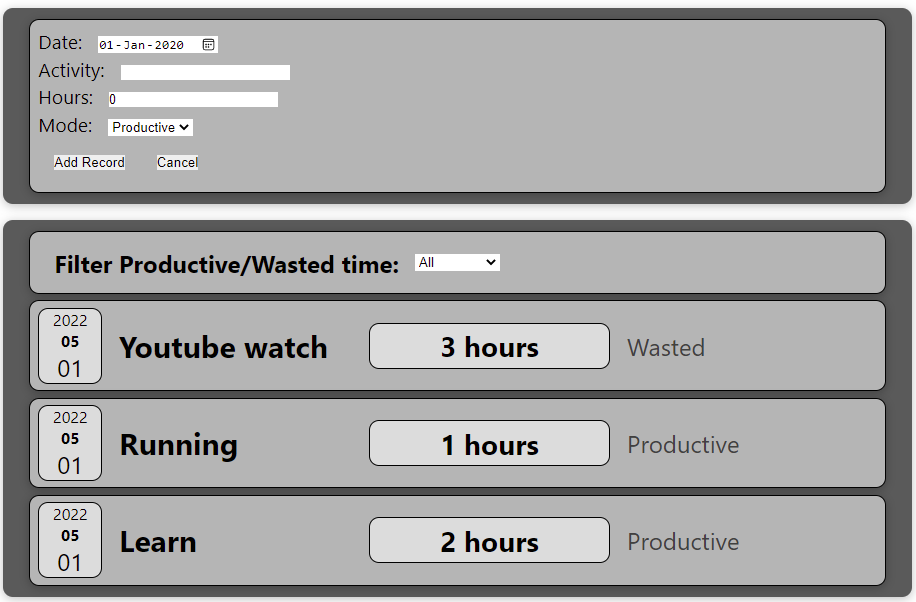 Date: 01-Jan-2020
Activity:
Hours: 0
Mode: Productive
Add Record Cancel
Filter Productive/Wasted time: All
2022
05
01
Youtube watch
3 hours
Wasted
2022
05
01
Running
1 hours
Productive
2022
05
01
Learn
2 hours
Productive